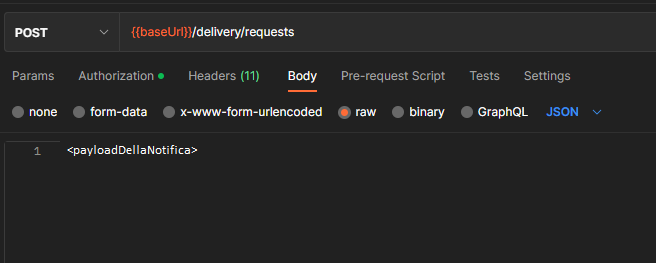 POST {{baseUrl}}/delivery/requests
Params Authorization Headers (11) Body Pre-request Script Tests Settings
none form-data x-www-form-urlencoded raw binary GraphQL JSON
1 <payloadDellaNotifica>